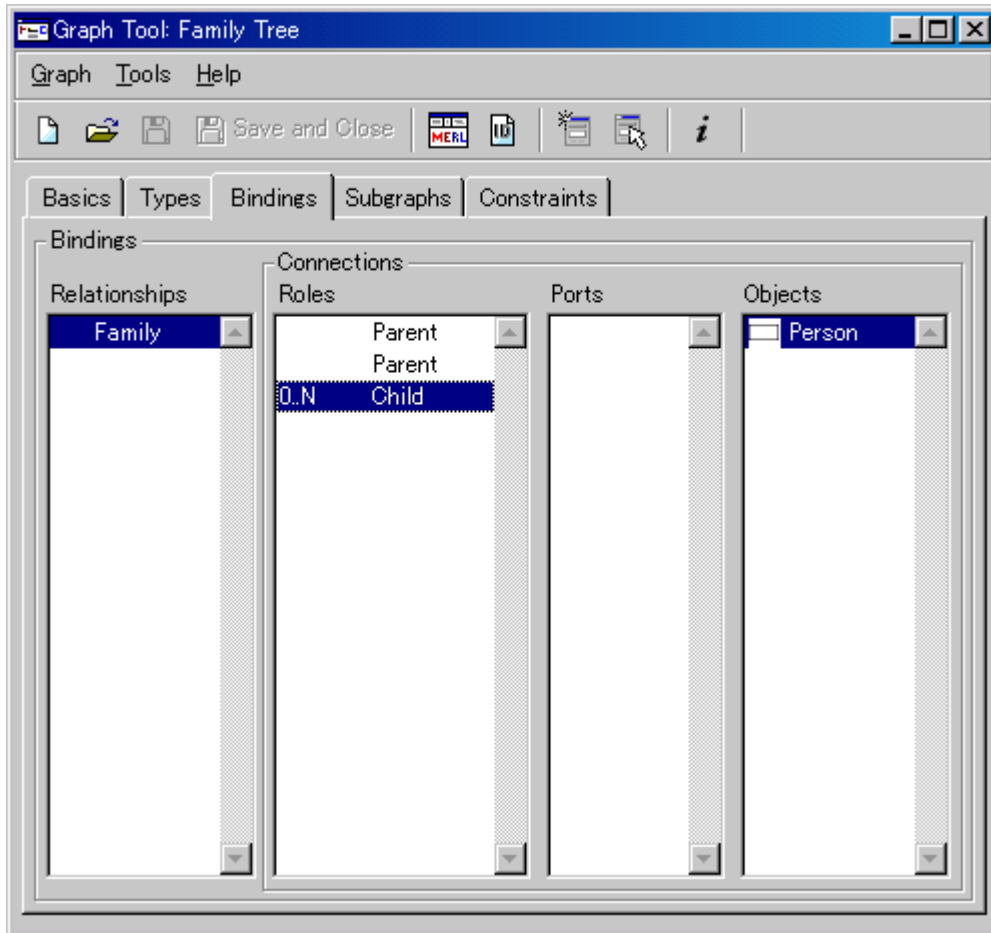 Graph Tool: Family Tree
Graph Tools Help
Save and Close MERL ID i
Basics Types Bindings Subgraphs Constraints
Bindings
Connections
Relationships Roles Ports Objects
Family Parent Person
Parent
0..N Child